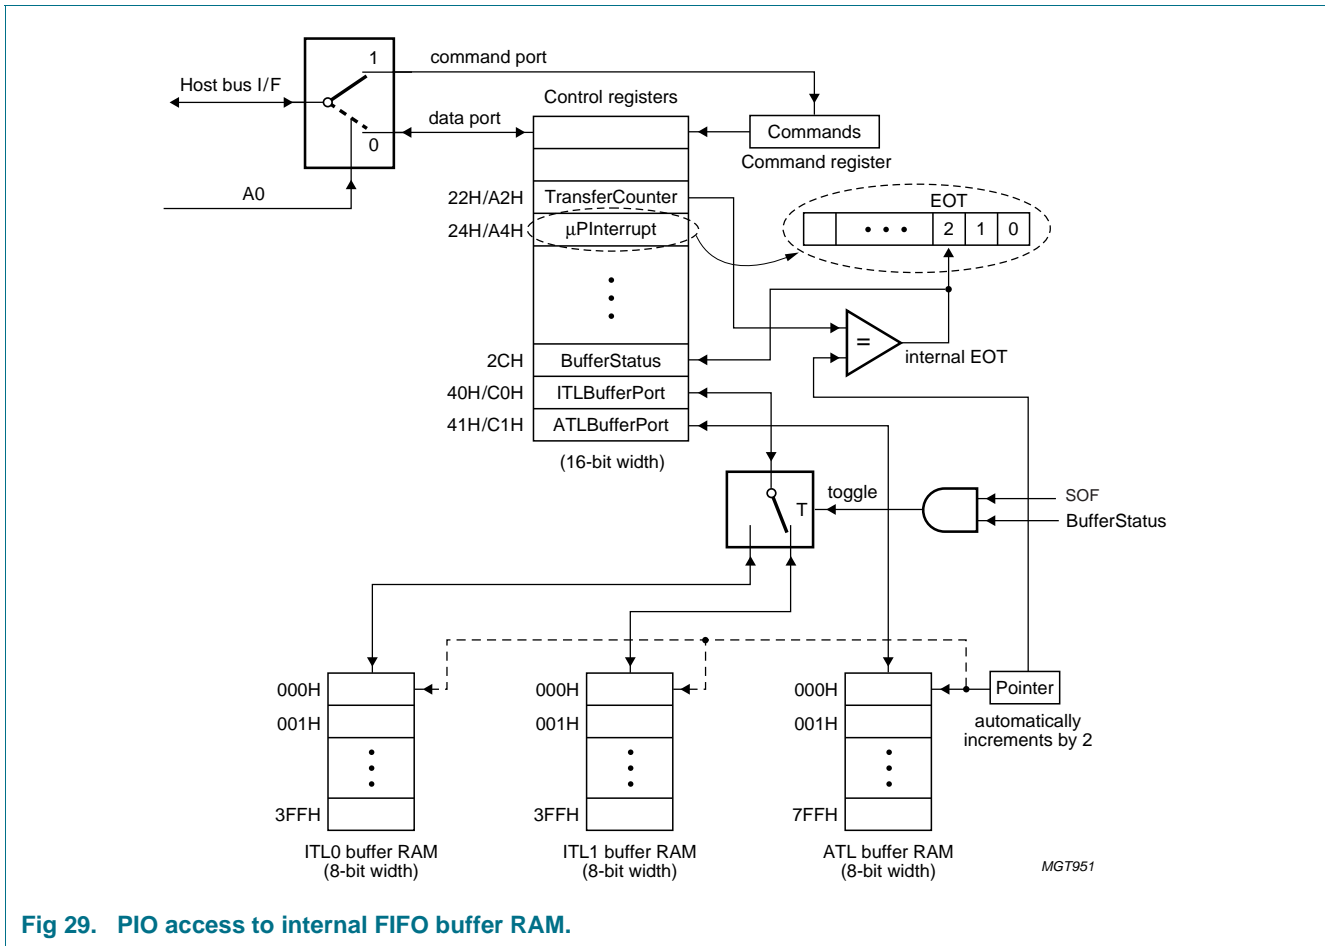 1
command port
Host bus I/F
Control registers
data port
0
Commands
Command register
A0
22H/A2H
TransferCounter
EOT
24H/A4H
µPInterrupt
• • •
2
1
0
=
internal EOT
2CH
BufferStatus
40H/C0H
ITLBufferPort
41H/C1H
ATLBufferPort
(16-bit width)
toggle
T
SOF
BufferStatus
000H
000H
000H
Pointer
001H
001H
001H
automatically
increments by 2
3FFH
3FFH
7FFH
ITL0 buffer RAM
(8-bit width)
ITL1 buffer RAM
(8-bit width)
ATL buffer RAM
(8-bit width)
MGT951
Fig 29. PIO access to internal FIFO buffer RAM.